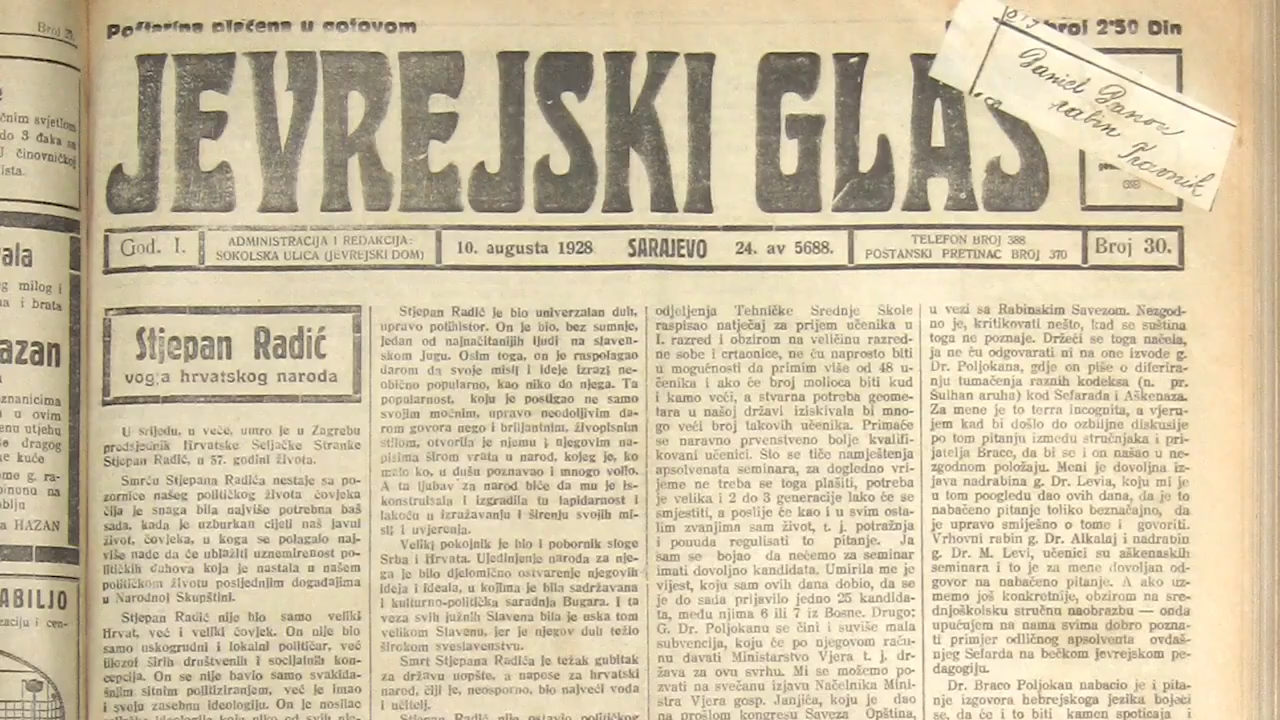 Poštarina plaćena u gotovom
broj 2·50 Din
JEVREJSKI GLAS
Daniel Danon
rabin Travnik
God. I.
ADMINISTRACIJA I REDAKCIJA:
SOKOLSKA ULICA (JEVREJSKI DOM)
10. augusta 1928
SARAJEVO
24. av 5688.
TELEFON BROJ 388
POŠTANSKI PRETINAC BROJ 370
Broj 30.
Stjepan Radić
vogja hrvatskog naroda
U srijedu, u veče, umro je u Zagrebu
predsjednik Hrvatske Seljačke Stranke
Stjepan Radić, u 57. godini života.
Smrću Stjepana Radića nestaje sa po-
zornice našeg političkog života čovjeka
čija je snaga bila najviše potrebna baš
sada, kada je uzburkan cijeli naš javni
život, čovjeka, u koga se polagalo naj-
više nade da će ublažiti uznemirenost po-
litičkih duhova koja je nastala u našem
političkom životu posljednjim događajima
u Narodnoj Skupštini.
Stjepan Radić nije bio samo veliki
Hrvat, već i veliki čovjek. On nije bio
samo uskogrudni i lokalni političar, već
filozof širih društvenih i socijalnih kon-
cepcija. On se nije bavio samo svakida-
šnjim sitnim politiziranjem, već je imao
i svoju zasebnu ideologiju. On je nosilac
Stjepan Radić je bio univerzalan duh,
upravo polihistor. On je bio, bez sumnje,
jedan od najnačitanijih ljudi na slaven-
skom jugu. Osim toga, on je raspolagao
darom da svoje misli i ideje izrazi ne-
obično popularno, kao niko do njega. Ta
popularnost, koju je postigao ne samo
svojim moćnim, upravo neodoljivim da-
rom govora nego i briljantnim, živopisnim
stilom, otvorila je njemu i njegovim na-
pisima širom vrata u narod, kojeg je, ko
malo ko, u dušu poznavao i mnogo volio.
A ta ljubav za narod biće da mu je is-
konstruisala i izgradila tu lapidarnost i
lakoću u izražavanju i širenju svojih mi-
sli i uvjerenja.
Veliki pokojnik je bio i pobornik sloge
Srba i Hrvata. Ujedinjenje naroda za nje-
ga je bilo djelomično ostvarenje njegovih
ideja i ideala, u kojima je bila sadržavana
i kulturno-politička saradnja Bugara. I ta
veza svih južnih Slavena bila je uska tom
velikom Slavenu, jer je njegov duh težio
širokom sveslavenstvu.
Smrt Stjepana Radića je težak gubitak
za državu uopšte, a napose za hrvatski
narod, čiji je, neosporno, bio najveći voda
i učitelj.
Stjepan Radić nije ostavio političkog
odjeljenja Tehničke Srednje Škole
raspisao natječaj za prijem učenika u
I. razred i obzirom na veličinu razred-
ne sobe i crtaonice, ne ću naprosto biti
u mogućnosti da primim više od 48 u-
čenika i ako će broj molioca biti kud
i kamo veći, a stvarna potreba geome-
tara u našoj državi iziskivala bi mno-
go veći broj takovih učenika. Primaće
se naravno prvenstveno bolje kvalifi-
kovani učenici. Što se tiče namještenja
apsolvenata seminara, za dogledno vri-
jeme ne treba se toga plašiti, potreba
je velika i 2 do 3 generacije lako će se
smjestiti, a poslije će kao i u svim osta-
lim zvanjima sam život, t. j. potražnja
i ponuda regulisati to pitanje. Ja
sam se bojao da nećemo za seminar
imati dovoljno kandidata. Umirila me je
vijest, koju sam ovih dana dobio, da se
je do sada prijavilo jedno 25 kandida-
ta, među njima 6 ili 7 iz Bosne. Drugo:
G. Dr. Poljokanu se čini i suviše mala
subvencija, koju će po njegovom raču-
nu davati Ministarstvo Vjera t. j. dr-
žava za ovu svrhu. Mi se možemo po-
zvati na svečanu izjavu Načelnika Mini-
stra Vjera gosp. Janjića, koju je dao
na prošlom kongresu Saveza Opština,
u vezi sa Rabinskim Savezom. Nezgod-
no je, kritikovati nešto, kad se suština
toga ne poznaje. Držeći se toga načela,
ja ne ću odgovarati ni na one izvode g.
Dr. Poljokana, gdje on piše o diferira-
nju tumačenja raznih kodeksa (n. pr.
Šulhan aruha) kod Sefarada i Aškenaza.
Za mene je to terra incognita, a vjeru-
jem kad bi došlo do ozbiljne diskusije
po tom pitanju između stručnjaka i pri-
jatelja Braco, da bi se i on našao u ne-
zgodnom položaju. Meni je dovoljna iz-
java nadrabina g. Dr. Levia, koju mi je
u tom poogledu dao ovih dana, da je to
nabačeno pitanje toliko beznačajno, da
je upravo smiješno o tome i govoriti.
Vrhovni rabin g. Dr. Alkalaj i nadrabin
g. Dr. M. Levi, učenici su aškenaskih
seminara i to je za mene dovoljan od-
govor na nabačeno pitanje. A ako uz-
memo još konkretnije, obzirom na sre-
dnjoškolsku stručnu naobrazbu — onda
upućujem na nama svima dobro pozna-
ti primjer odličnog apsolventa ovdaš-
njeg Sefarda na bečkom jevrejskom pe-
dagogiju.
Dr. Braco Poljokan nabacio je i pita-
nje izgovora hebrejskoga jezika bojeći
se, da će i to biti kamen spoticaja i